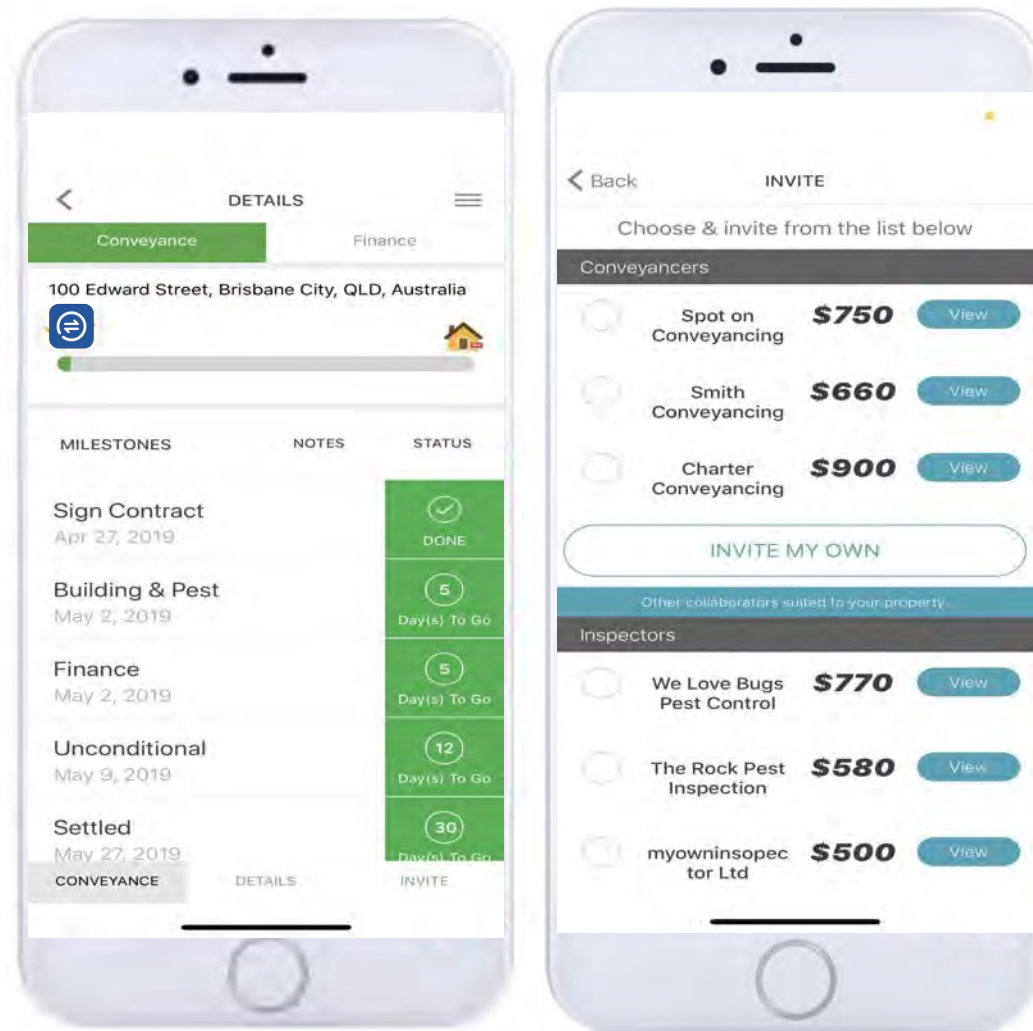 DETAILS
Conveyance Finance
100 Edward Street, Brisbane City, QLD, Australia
MILESTONES NOTES STATUS
Sign Contract
Apr 27, 2019
DONE
Building & Pest
May 2, 2019
5
Day(s) To Go
Finance
May 2, 2019
5
Day(s) To Go
Unconditional
May 9, 2019
12
Day(s) To Go
Settled
May 27, 2019
30
Day(s) To Go
CONVEYANCE DETAILS INVITE
Back INVITE
Choose & invite from the list below
Conveyancers
Spot on
Conveyancing
$750 View
Smith
Conveyancing
$660 View
Charter
Conveyancing
$900 View
INVITE MY OWN
Other collaborators suited to your property
Inspectors
We Love Bugs
Pest Control
$770 View
The Rock Pest
Inspection
$580 View
myowninsopec
tor Ltd
$500 View